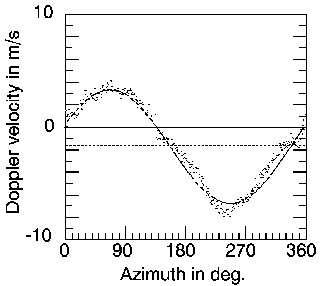 10
0
-10
Doppler velocity in m/s
0 90 180 270 360
Azimuth in deg.